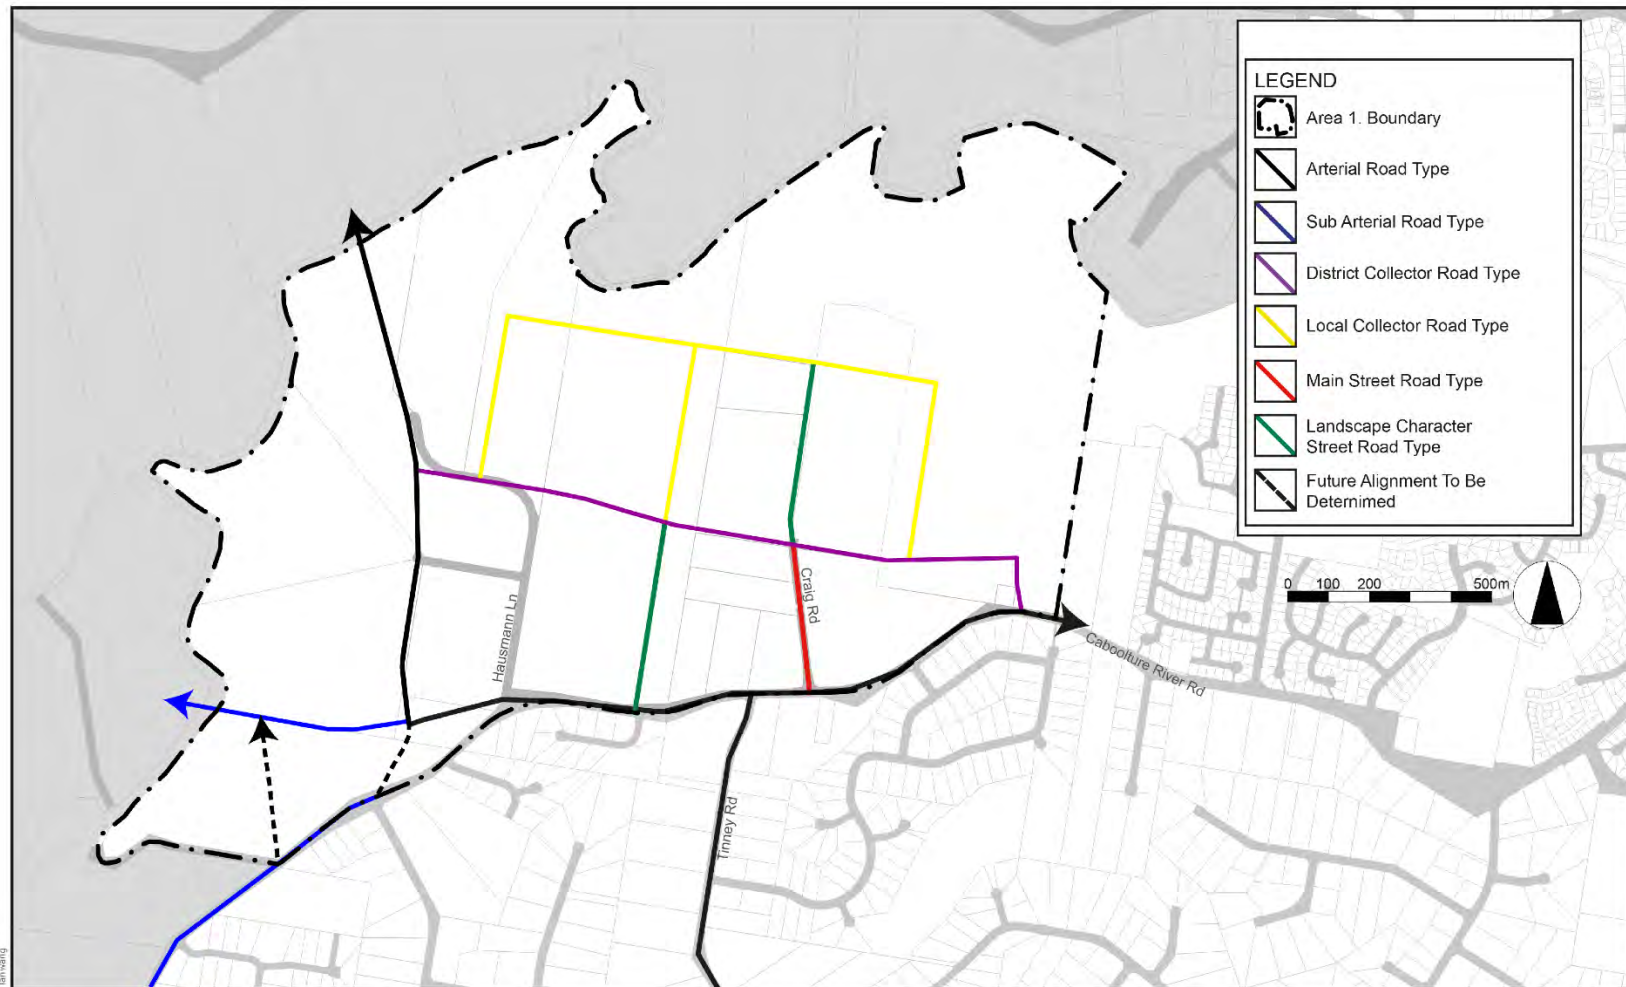 LEGEND
Area 1. Boundary
Arterial Road Type
Sub Arterial Road Type
District Collector Road Type
Local Collector Road Type
Main Street Road Type
Landscape Character
Street Road Type
Future Alignment To Be
Deternimed
0 100 200 500m
Craig Rd
Hausmann Ln
Caboolture River Rd
Tinney Rd